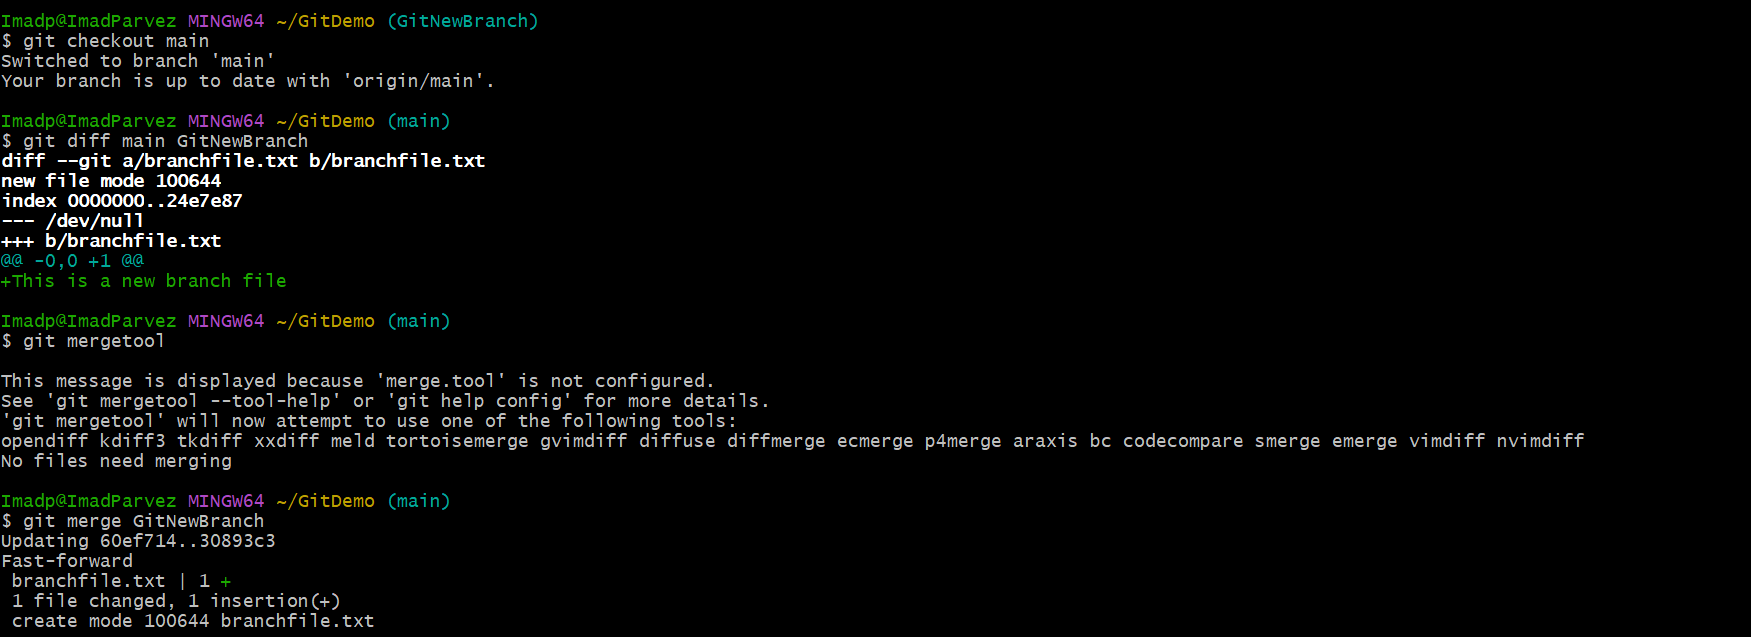 Imadp@ImadParvez MINGW64 ~/GitDemo (GitNewBranch)
$ git checkout main
Switched to branch 'main'
Your branch is up to date with 'origin/main'.
Imadp@ImadParvez MINGW64 ~/GitDemo (main)
$ git diff main GitNewBranch
diff --git a/branchfile.txt b/branchfile.txt
new file mode 100644
index 0000000..24e7e87
--- /dev/null
+++ b/branchfile.txt
@@ -0,0 +1 @@
+This is a new branch file
Imadp@ImadParvez MINGW64 ~/GitDemo (main)
$ git mergetool
This message is displayed because 'merge.tool' is not configured.
See 'git mergetool --tool-help' or 'git help config' for more details.
'git mergetool' will now attempt to use one of the following tools:
opendiff kdiff3 tkdiff xxdiff meld tortoisemerge gvimdiff diffuse diffmerge ecmerge p4merge araxis bc codecompare smerge emerge vimdiff nvimdiff
No files need merging
Imadp@ImadParvez MINGW64 ~/GitDemo (main)
$ git merge GitNewBranch
Updating 60ef714..30893c3
Fast-forward
 branchfile.txt | 1 +
 1 file changed, 1 insertion(+)
 create mode 100644 branchfile.txt